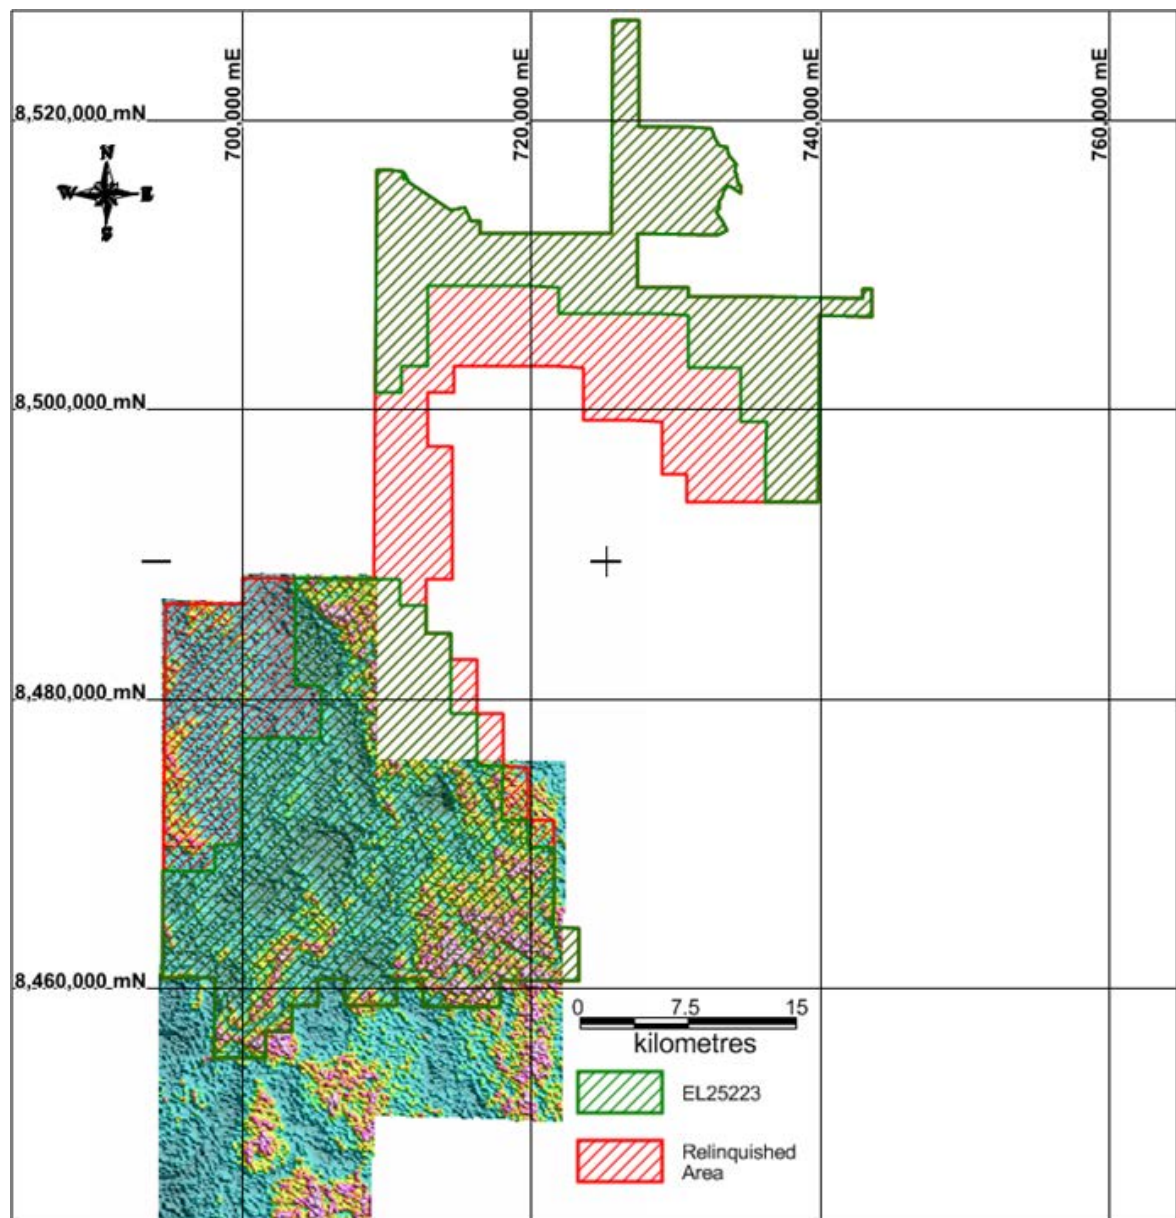 700,000 mE
720,000 mE
740,000 mE
760,000 mE
8,520,000 mN
N
W E
S
8,500,000 mN
8,480,000 mN
8,460,000 mN
0 7.5 15
kilometres
EL25223
Relinquished
Area